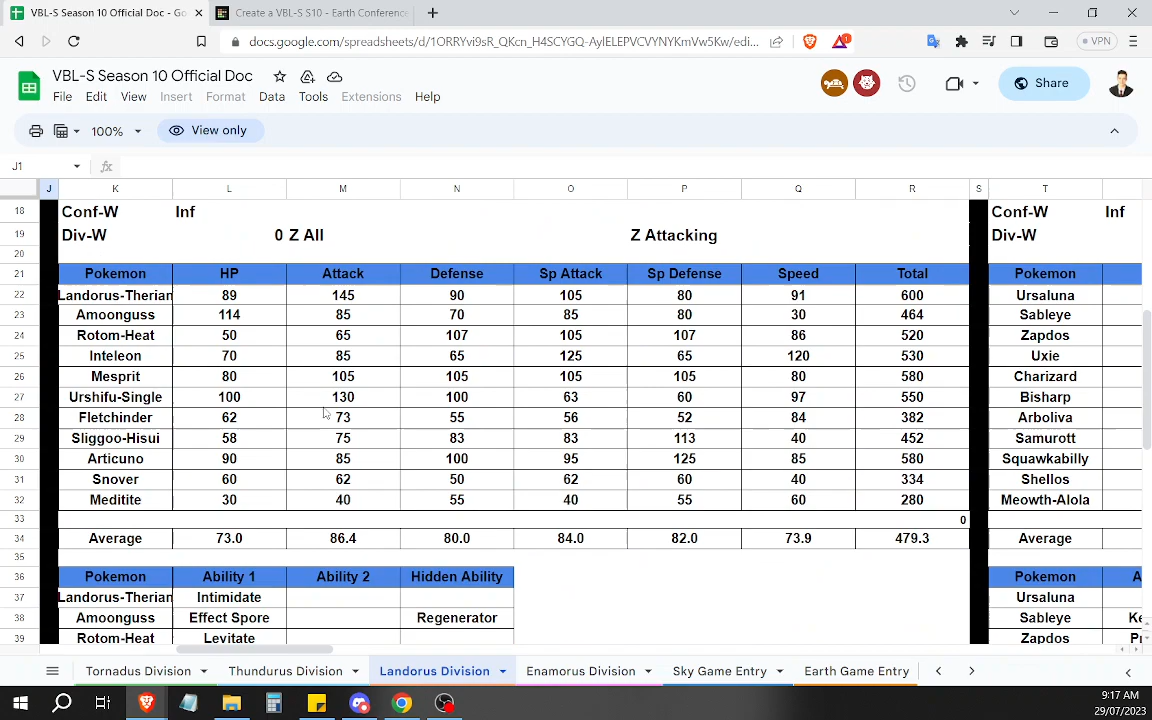 VBL-S Season 10 Official Doc - Go
Create a VBL-S S10 - Earth Conference
docs.google.com/spreadsheets/d/1ORRYvi9sR_QKcn_H4SCYGQ-AylELEPVCVYNYKmVw5Kw/edi...
VPN
VBL-S Season 10 Official Doc
Share
File Edit View Insert Format Data Tools Extensions Help
100% View only
J1 fx
J K L M N O P Q R S T
18 Conf-W Inf Conf-W Inf
19 Div-W 0 Z All Z Attacking Div-W
20
21 Pokemon HP Attack Defense Sp Attack Sp Defense Speed Total Pokemon
22 Landorus-Therian 89 145 90 105 80 91 600 Ursaluna
23 Amoonguss 114 85 70 85 80 30 464 Sableye
24 Rotom-Heat 50 65 107 105 107 86 520 Zapdos
25 Inteleon 70 85 65 125 65 120 530 Uxie
26 Mesprit 80 105 105 105 105 80 580 Charizard
27 Urshifu-Single 100 130 100 63 60 97 550 Bisharp
28 Fletchinder 62 73 55 56 52 84 382 Arboliva
29 Sliggoo-Hisui 58 75 83 83 113 40 452 Samurott
30 Articuno 90 85 100 95 125 85 580 Squawkabilly
31 Snover 60 62 50 62 60 40 334 Shellos
32 Meditite 30 40 55 40 55 60 280 Meowth-Alola
33 0
34 Average 73.0 86.4 80.0 84.0 82.0 73.9 479.3 Average
35
36 Pokemon Ability 1 Ability 2 Hidden Ability Pokemon A
37 Landorus-Therian Intimidate Ursaluna
38 Amoonguss Effect Spore Regenerator Sableye Ke
39 Rotom-Heat Levitate Zapdos Pr
Tornadus Division Thundurus Division Landorus Division Enamorus Division Sky Game Entry Earth Game Entry
9:17 AM
29/07/2023